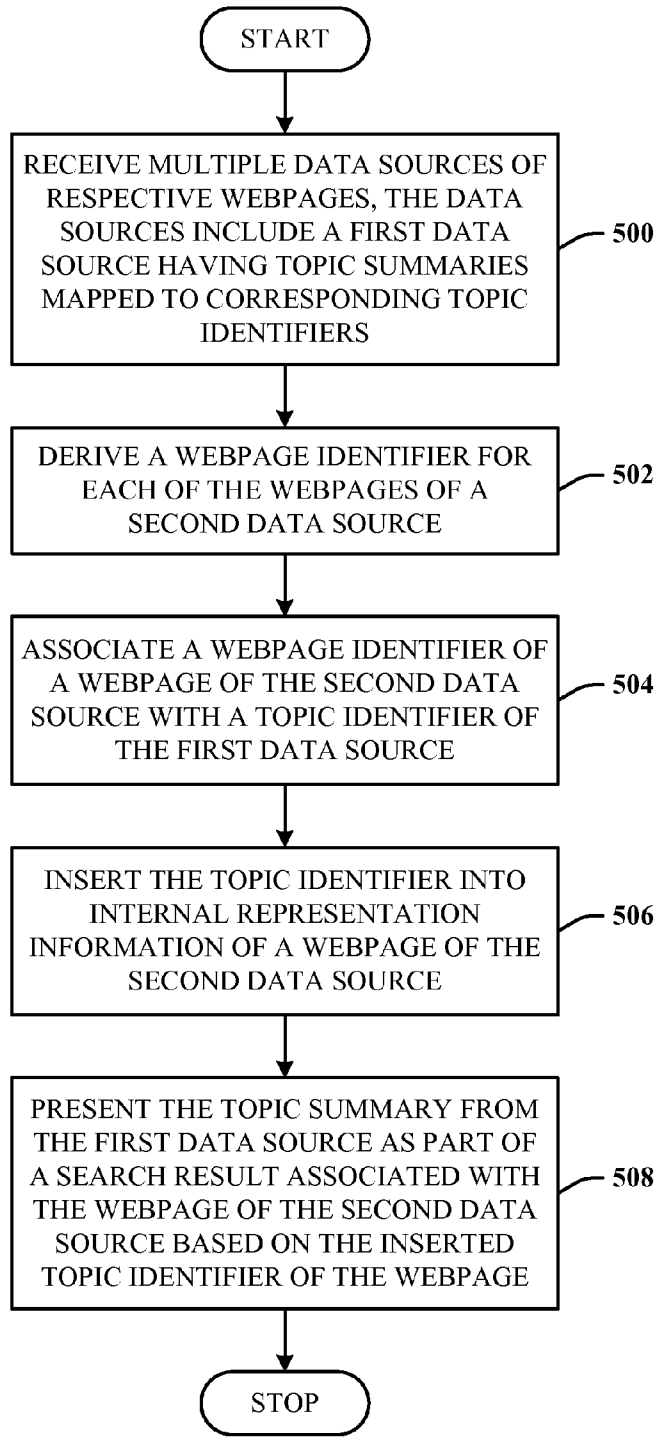 START
RECEIVE MULTIPLE DATA SOURCES OF
RESPECTIVE WEBPAGES, THE DATA
SOURCES INCLUDE A FIRST DATA
SOURCE HAVING TOPIC SUMMARIES
MAPPED TO CORRESPONDING TOPIC
IDENTIFIERS
500
DERIVE A WEBPAGE IDENTIFIER FOR
EACH OF THE WEBPAGES OF A
SECOND DATA SOURCE
502
ASSOCIATE A WEBPAGE IDENTIFIER OF
A WEBPAGE OF THE SECOND DATA
SOURCE WITH A TOPIC IDENTIFIER OF
THE FIRST DATA SOURCE
504
INSERT THE TOPIC IDENTIFIER INTO
INTERNAL REPRESENTATION
INFORMATION OF A WEBPAGE OF THE
SECOND DATA SOURCE
506
PRESENT THE TOPIC SUMMARY FROM
THE FIRST DATA SOURCE AS PART OF
A SEARCH RESULT ASSOCIATED WITH
THE WEBPAGE OF THE SECOND DATA
SOURCE BASED ON THE INSERTED
TOPIC IDENTIFIER OF THE WEBPAGE
508
STOP